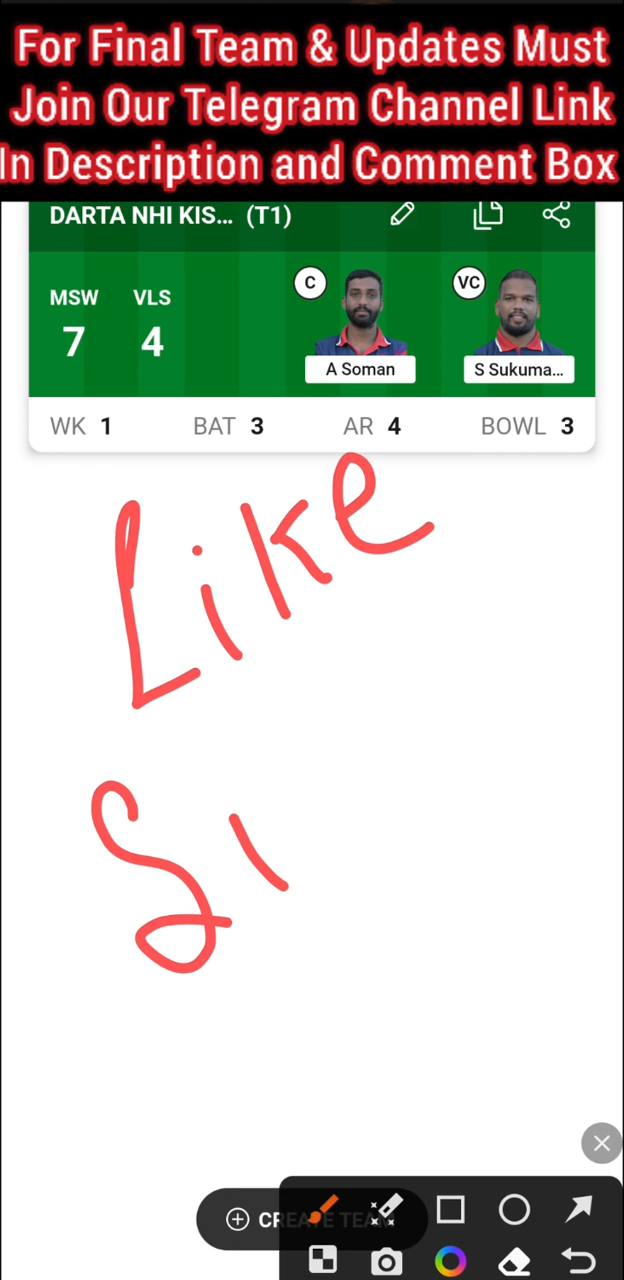 For Final Team & Updates Must
Join Our Telegram Channel Link
In Description and Comment Box
DARTA NHI KIS... (T1)
MSW VLS
7 4
C VC
A Soman S Sukuma...
WK 1 BAT 3 AR 4 BOWL 3
Like
CREATE TEAM